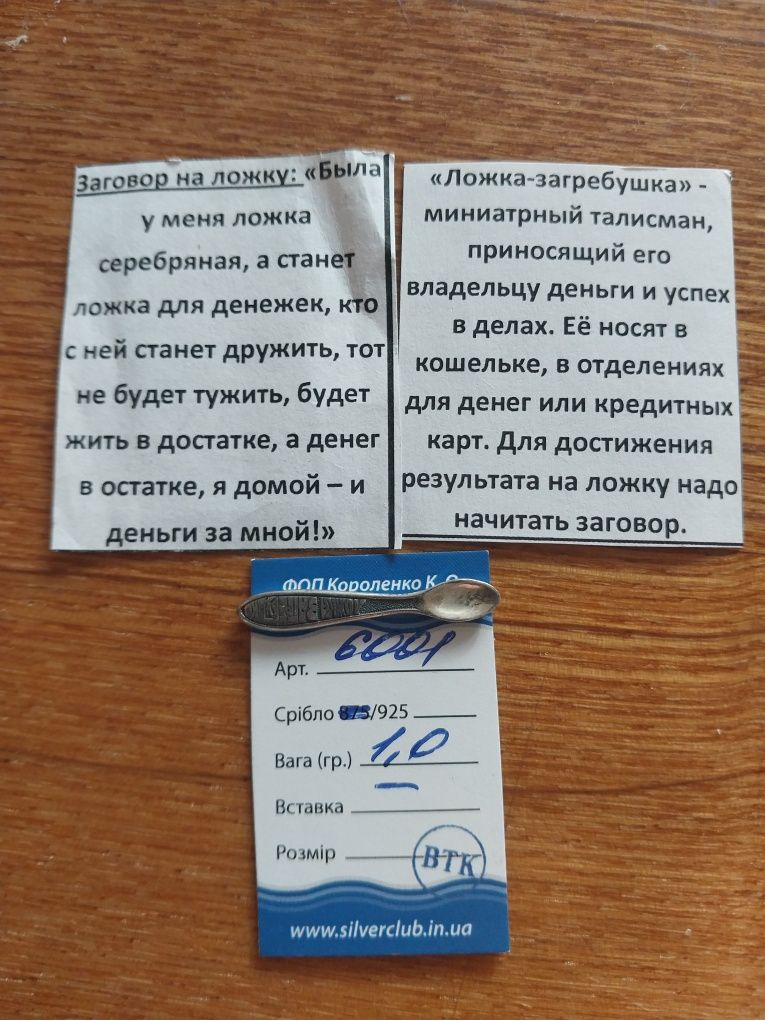 Заговор на ложку: «Была
у меня ложка
серебряная, а станет
ложка для денежек, кто
с ней станет дружить, тот
не будет тужить, будет
жить в достатке, а денег
в остатке, я домой – и
деньги за мной!»
«Ложка-загребушка» -
миниатрный талисман,
приносящий его
владельцу деньги и успех
в делах. Её носят в
кошельке, в отделениях
для денег или кредитных
карт. Для достижения
результата на ложку надо
начитать заговор.
ФОП Короленко К.
Арт. 6001
Срібло 875/925
Вага (гр.) 1,0
Вставка —
Розмір
ВТК
www.silverclub.in.ua